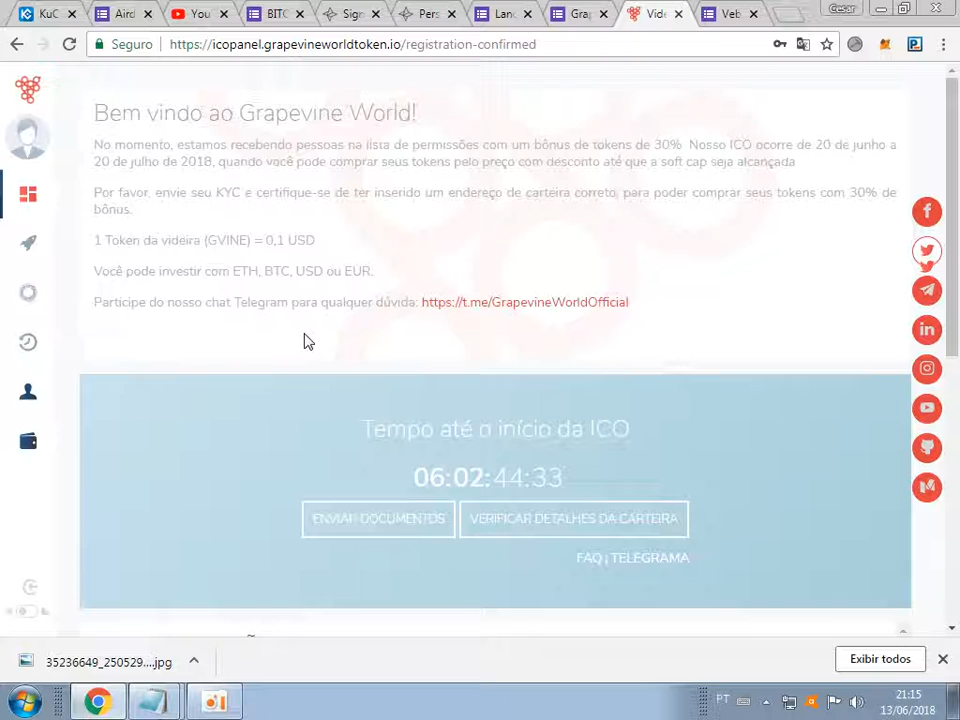 KuC
Aird
You
BITC
Sign
Pers
Lanc
Grap
Vide
Veb
Cesar
Seguro
https://icopanel.grapevineworldtoken.io/registration-confirmed
Bem vindo ao Grapevine World!
No momento, estamos recebendo pessoas na lista de permissões com um bônus de tokens de 30% Nosso ICO ocorre de 20 de junho a
20 de julho de 2018, quando você pode comprar seus tokens pelo preço com desconto até que a soft cap seja alcançada
Por favor, envie seu KYC e certifique-se de ter inserido um endereço de carteira correto, para poder comprar seus tokens com 30% de
bônus.
1 Token da videira (GVINE) = 0,1 USD
Você pode investir com ETH, BTC, USD ou EUR.
Participe do nosso chat Telegram para qualquer dúvida: https://t.me/GrapevineWorldOfficial
Tempo até o início da ICO
06:02:44:33
ENVIAR DOCUMENTOS
VERIFICAR DETALHES DA CARTEIRA
FAQ | TELEGRAMA
35236649_250529....jpg
Exibir todos
PT
21:15
13/06/2018